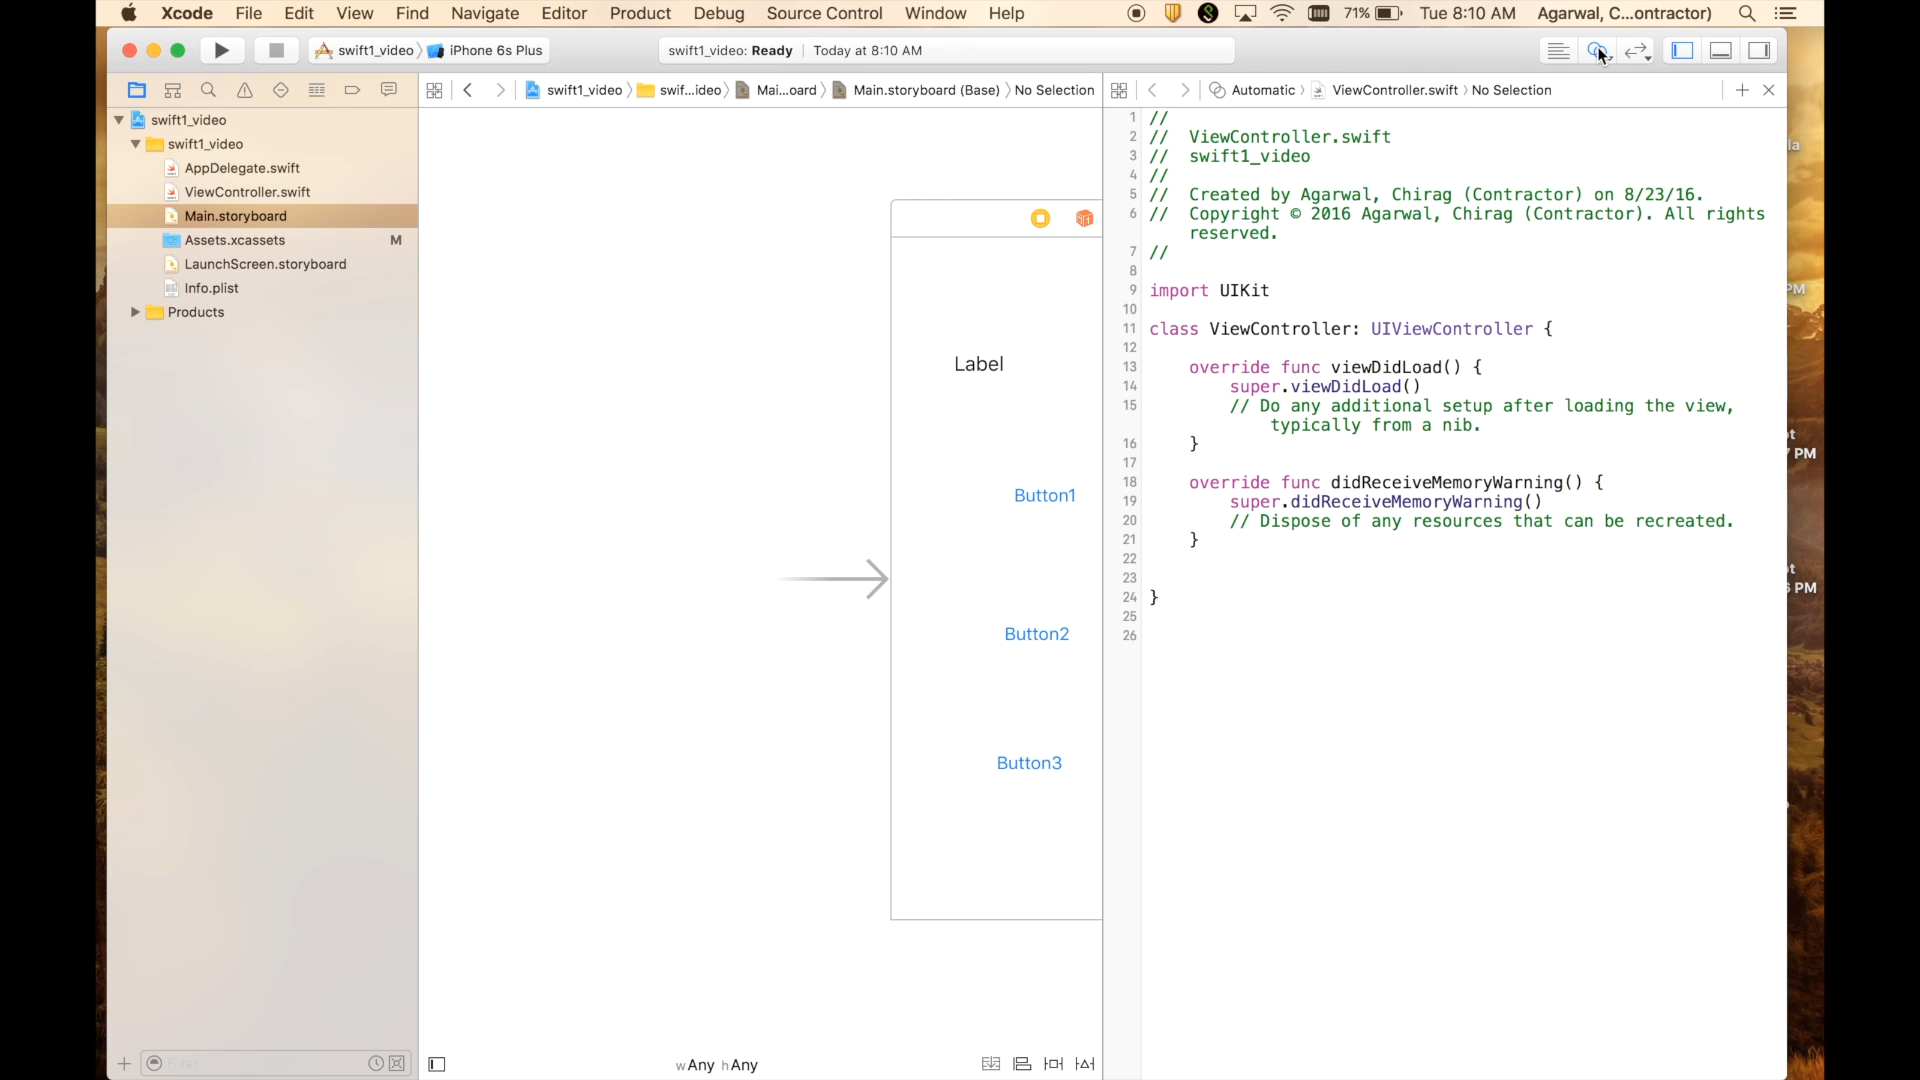 Xcode File Edit View Find Navigate Editor Product Debug Source Control Window Help 71% Tue 8:10 AM Agarwal, C...ontractor)
swift1_video iPhone 6s Plus swift1_video: Ready Today at 8:10 AM
swift1_video swif...ideo Mai...oard Main.storyboard (Base) No Selection
Automatic ViewController.swift No Selection
swift1_video
swift1_video
AppDelegate.swift
ViewController.swift
Main.storyboard
Assets.xcassets M
LaunchScreen.storyboard
Info.plist
Products
Label
Button1
Button2
Button3
wAny hAny
1 //
2 // ViewController.swift
3 // swift1_video
4 //
5 // Created by Agarwal, Chirag (Contractor) on 8/23/16.
6 // Copyright © 2016 Agarwal, Chirag (Contractor). All rights
reserved.
7 //
8
9 import UIKit
10
11 class ViewController: UIViewController {
12
13 override func viewDidLoad() {
14 super.viewDidLoad()
15 // Do any additional setup after loading the view,
typically from a nib.
16 }
17
18 override func didReceiveMemoryWarning() {
19 super.didReceiveMemoryWarning()
20 // Dispose of any resources that can be recreated.
21 }
22
23
24 }
25
26
PM
PM
PM